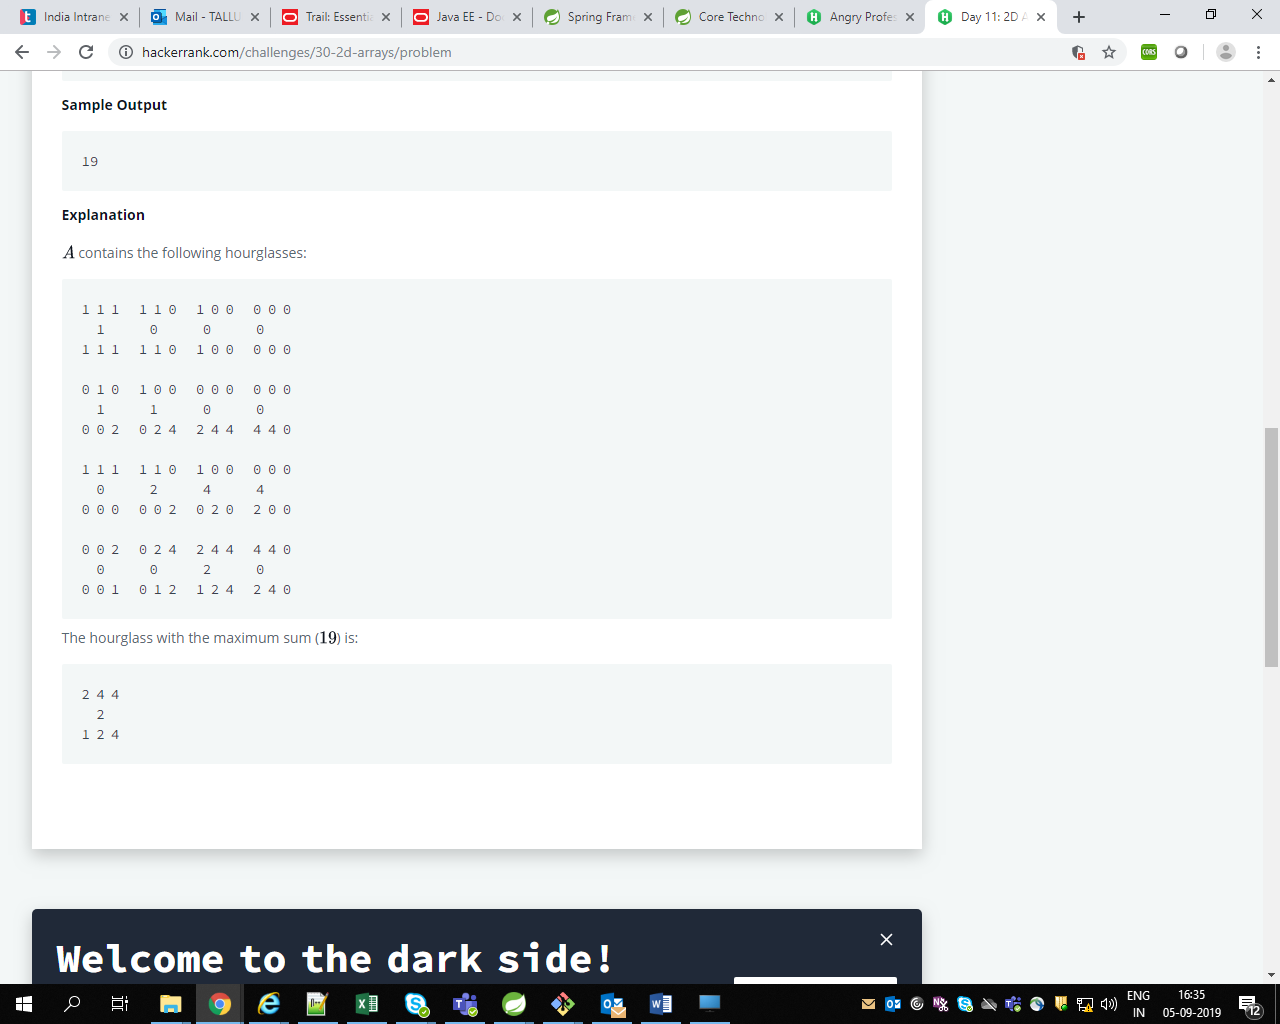 India Intrane
Mail - TALLU
Trail: Essentia
Java EE - Do
Spring Fram
Core Techno
Angry Profes
Day 11: 2D A
hackerrank.com/challenges/30-2d-arrays/problem
CORS
Sample Output
19
Explanation
A contains the following hourglasses:
1 1 1 1 1 0 1 0 0 0 0 0
1 0 0 0
1 1 1 1 1 0 1 0 0 0 0 0
0 1 0 1 0 0 0 0 0 0 0 0
1 1 0 0
0 0 2 0 2 4 2 4 4 4 4 0
1 1 1 1 1 0 1 0 0 0 0 0
0 2 4 4
0 0 0 0 0 2 0 2 0 2 0 0
0 0 2 0 2 4 2 4 4 4 4 0
0 0 2 0
0 0 1 0 1 2 1 2 4 2 4 0
The hourglass with the maximum sum (19) is:
2 4 4
2
1 2 4
Welcome to the dark side!
ENG
IN
16:35
05-09-2019
12